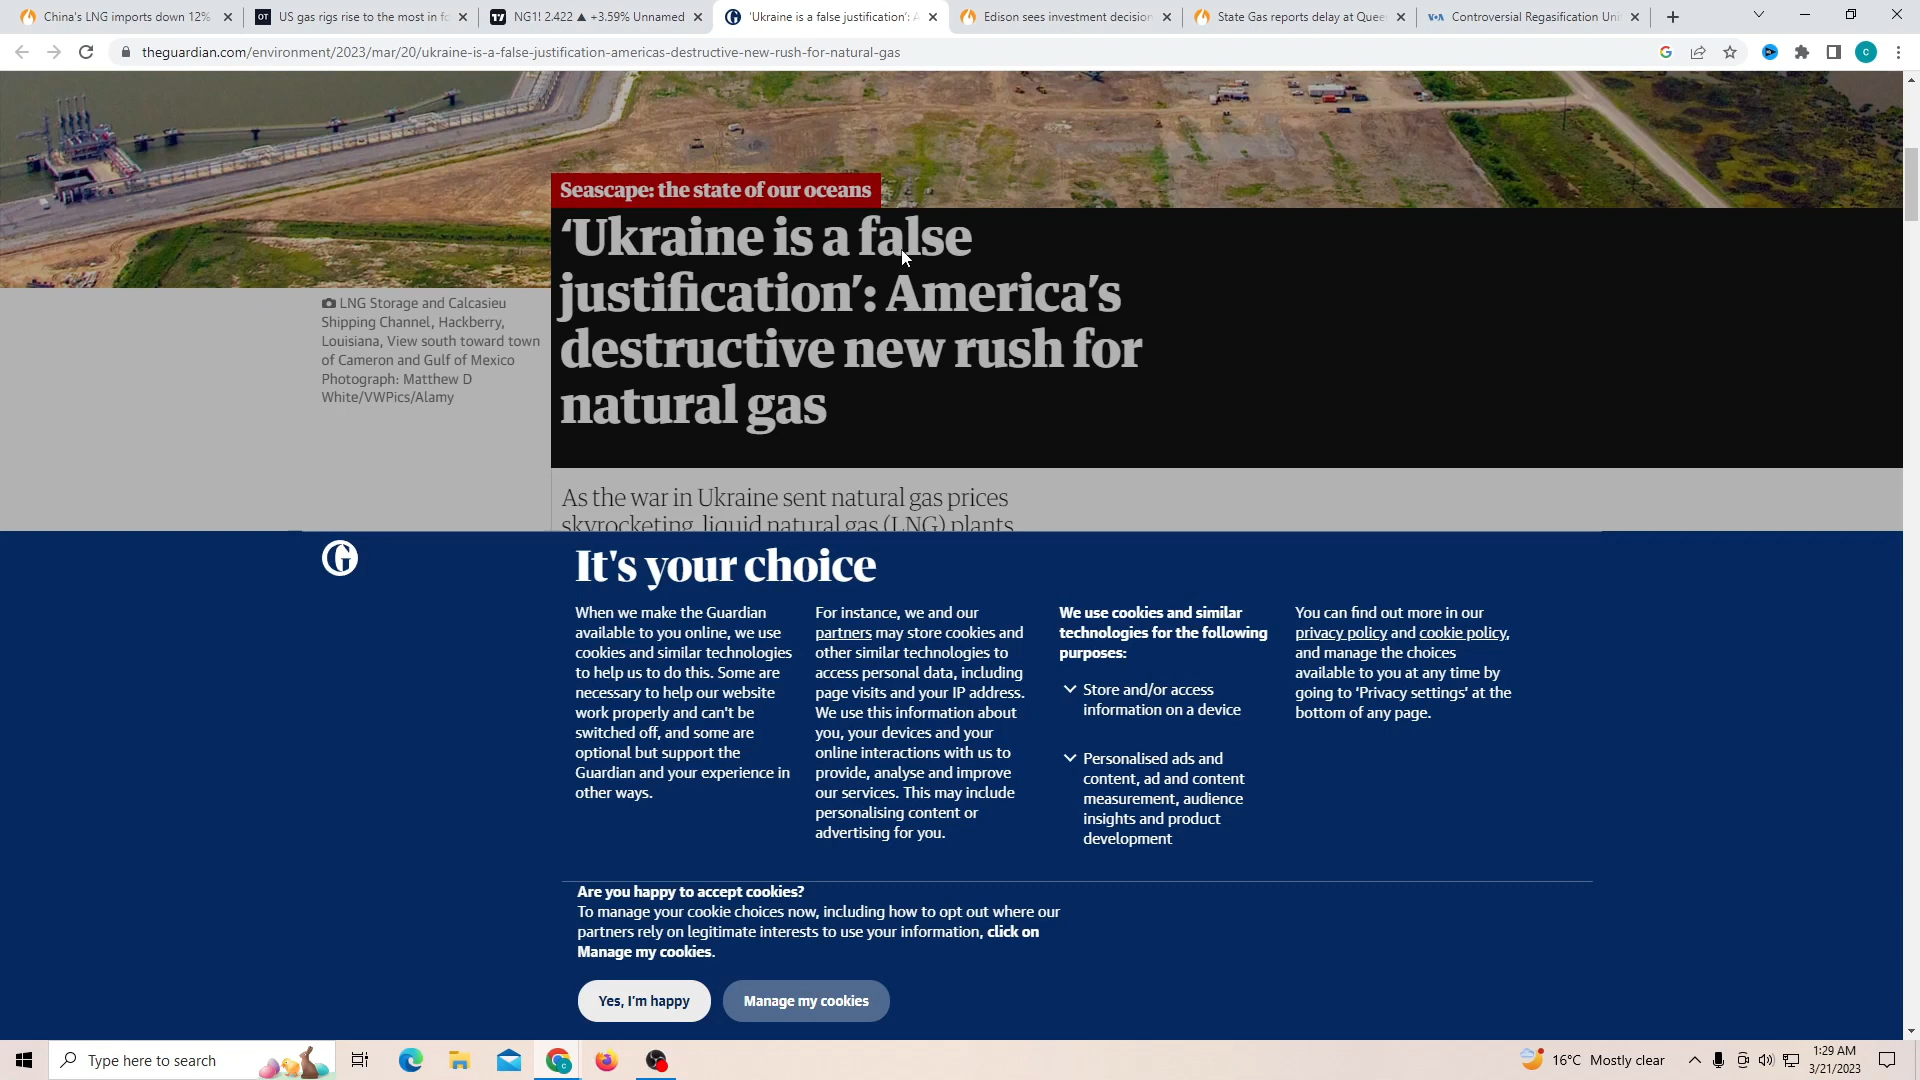 China's LNG imports down 12%
US gas rigs rise to the most in fo
NG1! 2.422 ▲ +3.59% Unnamed
'Ukraine is a false justification': A
Edison sees investment decision
State Gas reports delay at Quee
Controversial Regasification Uni
theguardian.com/environment/2023/mar/20/ukraine-is-a-false-justification-americas-destructive-new-rush-for-natural-gas
Seascape: the state of our oceans
‘Ukraine is a false
justification’: America’s
destructive new rush for
natural gas
LNG Storage and Calcasieu
Shipping Channel, Hackberry,
Louisiana, View south toward town
of Cameron and Gulf of Mexico
Photograph: Matthew D
White/VWPics/Alamy
As the war in Ukraine sent natural gas prices
skyrocketing, liquid natural gas (LNG) plants
It's your choice
When we make the Guardian
available to you online, we use
cookies and similar technologies
to help us to do this. Some are
necessary to help our website
work properly and can't be
switched off, and some are
optional but support the
Guardian and your experience in
other ways.
For instance, we and our
partners may store cookies and
other similar technologies to
access personal data, including
page visits and your IP address.
We use this information about
you, your devices and your
online interactions with us to
provide, analyse and improve
our services. This may include
personalising content or
advertising for you.
We use cookies and similar
technologies for the following
purposes:
Store and/or access
information on a device
Personalised ads and
content, ad and content
measurement, audience
insights and product
development
You can find out more in our
privacy policy and cookie policy,
and manage the choices
available to you at any time by
going to ‘Privacy settings’ at the
bottom of any page.
Are you happy to accept cookies?
To manage your cookie choices now, including how to opt out where our
partners rely on legitimate interests to use your information, click on
Manage my cookies.
Yes, I’m happy
Manage my cookies
Type here to search
16°C Mostly clear
1:29 AM
3/21/2023